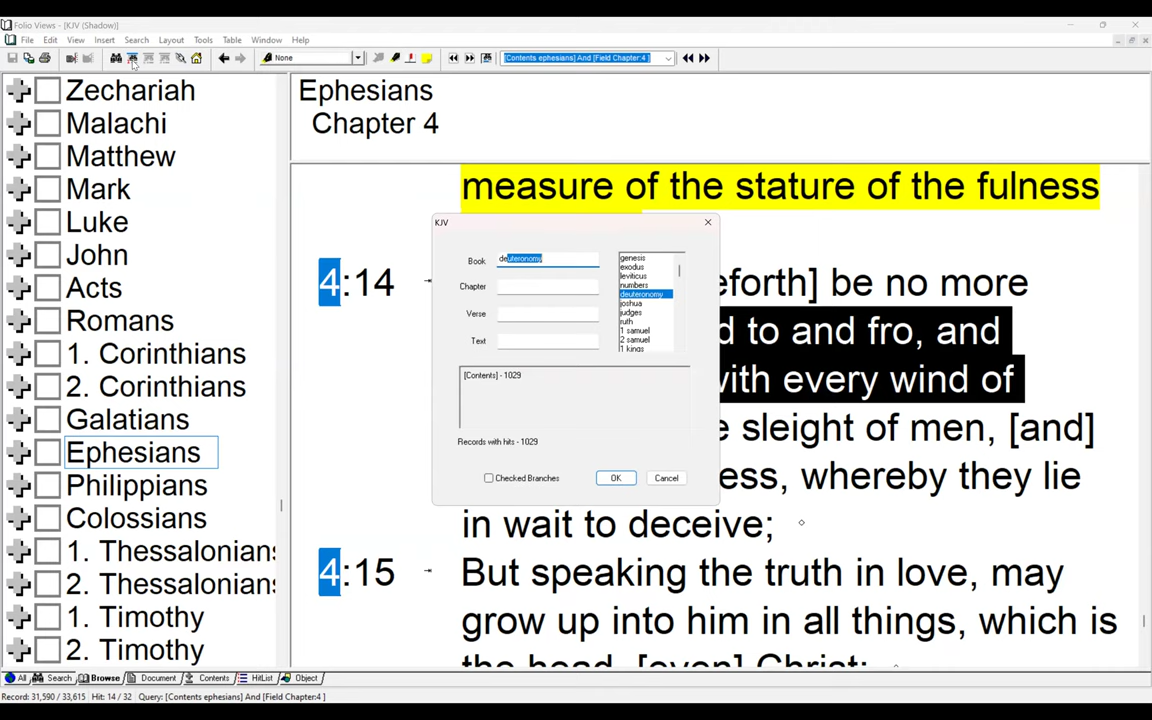 Folio Views - [KJV (Shadow)]
File Edit View Insert Search Layout Tools Table Window Help
None
[Contents ephesians] And [Field Chapter:4 ]
Zechariah
Malachi
Matthew
Mark
Luke
John
Acts
Romans
1. Corinthians
2. Corinthians
Galatians
Ephesians
Philippians
Colossians
1. Thessalonians
2. Thessalonians
1. Timothy
2. Timothy
Ephesians
Chapter 4
measure of the stature of the fulness
4:14
eforth] be no more
d to and fro, and
with every wind of
e sleight of men, [and]
ess, whereby they lie
in wait to deceive;
4:15 But speaking the truth in love, may
grow up into him in all things, which is
the head, [even] Christ:
KJV
Book deuteronomy
Chapter
Verse
Text
genesis
exodus
leviticus
numbers
deuteronomy
joshua
judges
ruth
1 samuel
2 samuel
1 kings
[Contents] - 1029
Records with hits - 1029
Checked Branches OK Cancel
All Search Browse Document Contents HitList Object
Record: 31,590 / 33,615 Hit: 14 / 32 Query: [Contents ephesians] And [Field Chapter:4 ]